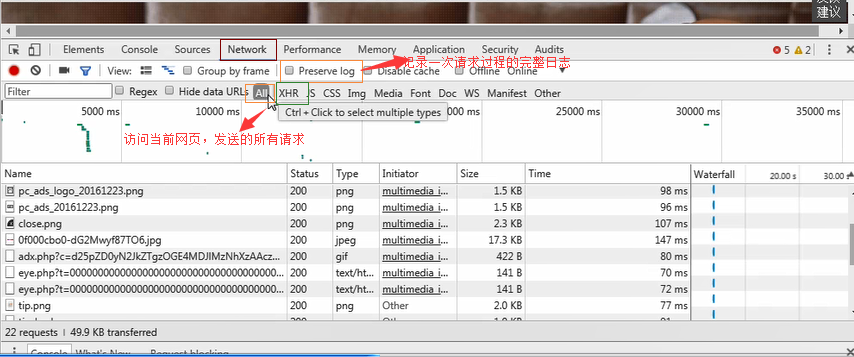 建议
Elements Console Sources Network Performance Memory Application Security Audits 5 2
View: Group by frame Preserve log Disable cache Offline Online
记录一次请求过程的完整日志
Filter Regex Hide data URLs All XHR JS CSS Img Media Font Doc WS Manifest Other
Ctrl + Click to select multiple types
5000 ms 10000 ms 30000 ms
访问当前网页，发送的所有请求
Name Status Type Initiator Size Time Waterfall 20.00 s 30.00 s
pc_ads_logo_20161223.png 200 png multimedia_i... 1.5 KB 98 ms
pc_ads_20161223.png 200 png multimedia_i... 1.5 KB 96 ms
close.png 200 png multimedia_i... 2.3 KB 107 ms
0f000cbo0-dG2Mwyf87TO6.jpg 200 jpeg multimedia_i... 17.3 KB 147 ms
adx.php?c=d25pZD0yN2JkZTgzOGE4MDJIMzNhXzAAcz... 200 gif multimedia_i... 422 B 80 ms
eye.php?t=0000000000000000000000000000000... 200 text/ht... multimedia_i... 141 B 70 ms
eye.php?t=0000000000000000000000000000000... 200 text/ht... multimedia_i... 141 B 72 ms
tip.png 200 png Other 2.0 KB 77 ms
22 requests | 49.9 KB transferred
Console What's New Request blocking